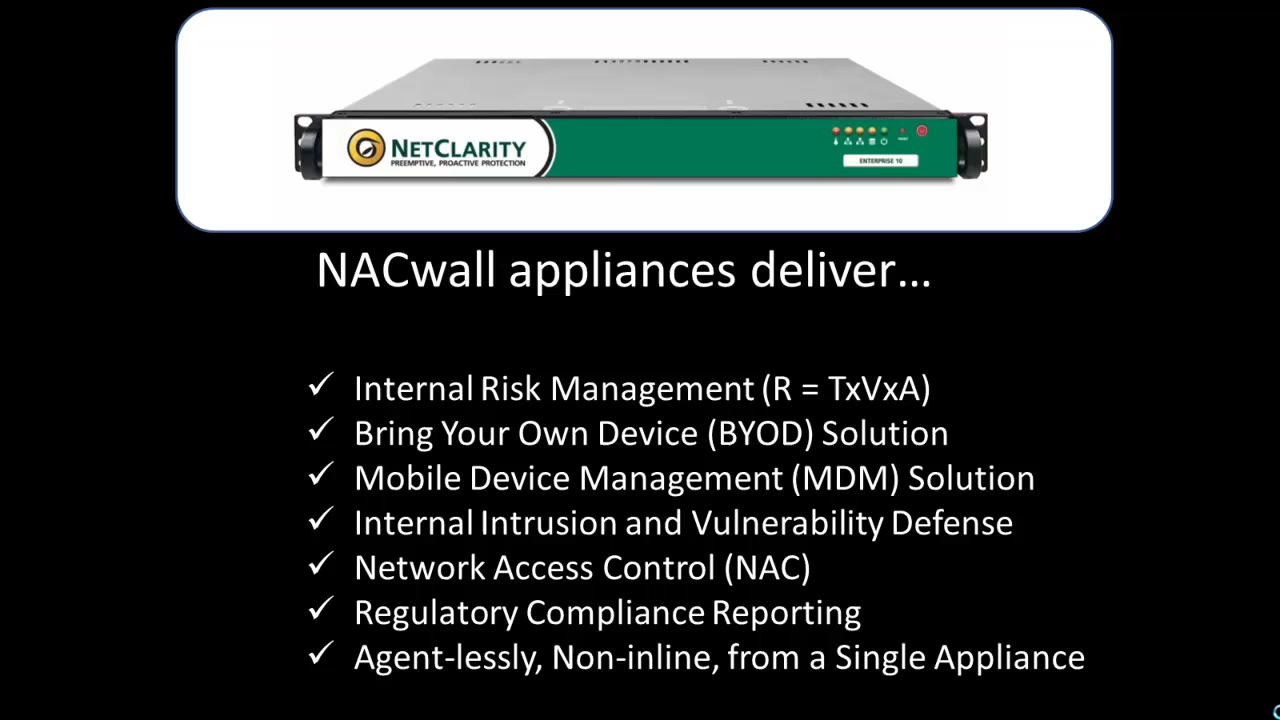 NETCLARITY
PREEMPTIVE, PROACTIVE PROTECTION
ENTERPRISE 10
NACwall appliances deliver...
✓ Internal Risk Management (R = TxVxA)
✓ Bring Your Own Device (BYOD) Solution
✓ Mobile Device Management (MDM) Solution
✓ Internal Intrusion and Vulnerability Defense
✓ Network Access Control (NAC)
✓ Regulatory Compliance Reporting
✓ Agent-lessly, Non-inline, from a Single Appliance